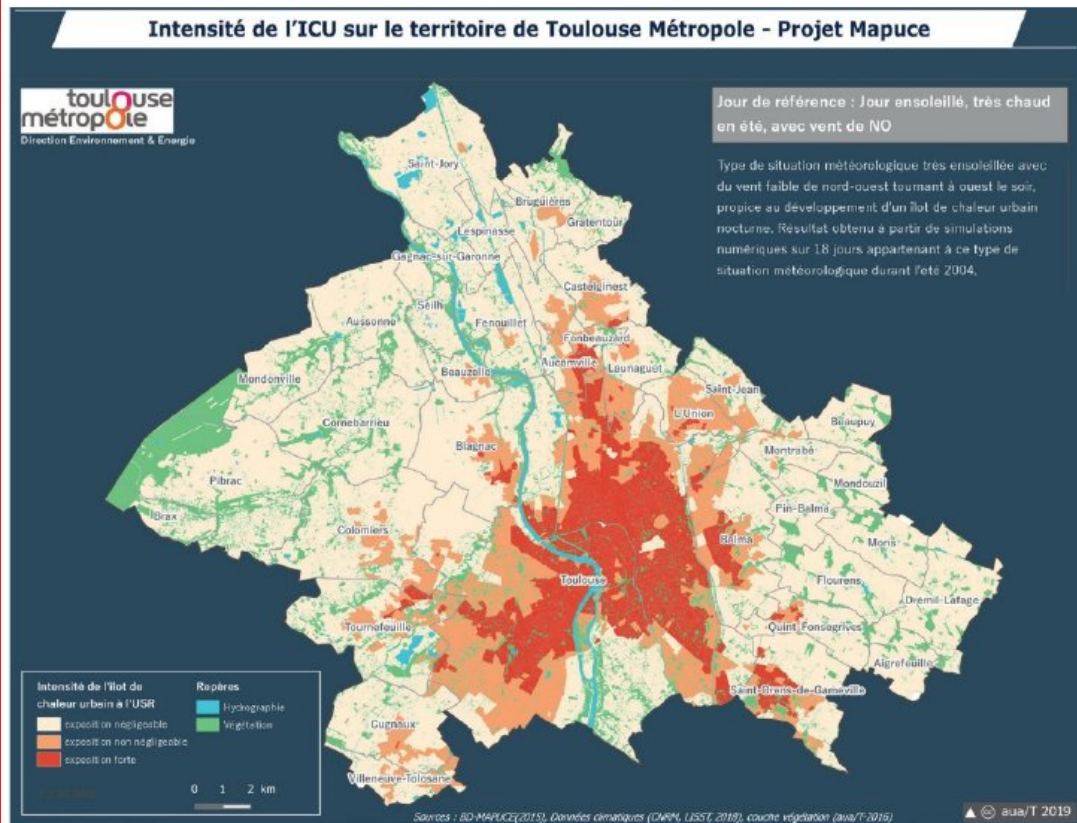 Intensité de l'ICU sur le territoire de Toulouse Métropole - Projet Mapuce
toulouse
métropole
Direction Environnement & Energie
Jour de référence : Jour ensoleillé, très chaud
en été, avec vent de NO
Type de situation météorologique très ensoleillée avec
du vent faible de nord-ouest tournant à ouest le soir,
propice au développement d'un îlot de chaleur urbain
nocturne. Résultat obtenu à partir de simulations
numériques sur 18 jours appartenant à ce type de
situation météorologique durant l'été 2004.
Saint-Jory
Bruguières
Gratentour
Lespinasse
Gagnac-sur-Garonne
Castelginest
Seilh
Aussonne
Fenouillet
Fonbeauzard
Aucamville
Launaguet
Beauzelle
Mondonville
Saint-Jean
L'Union
Cornebarrieu
Beaupuy
Blagnac
Montrabé
Pibrac
Mondouzil
Pin-Balma
Brax
Colomiers
Balma
Mons
Toulouse
Flourens
Drémil-Lafage
Tournefeuille
Quint-Fonsegrives
Aigrefeuille
Saint-Orens-de-Gameville
Cugnaux
Villeneuve-Tolosane
Intensité de l'îlot de
chaleur urbain à l'USR
exposition négligeable
exposition non négligeable
exposition forte
Repères
Hydrographie
Végétation
0 1 2 km
Sources : BD-MAPUCE(2015), Données climatiques (CNRM, LISST, 2018), couche végétation (aua/T-2016)
aua/T 2019